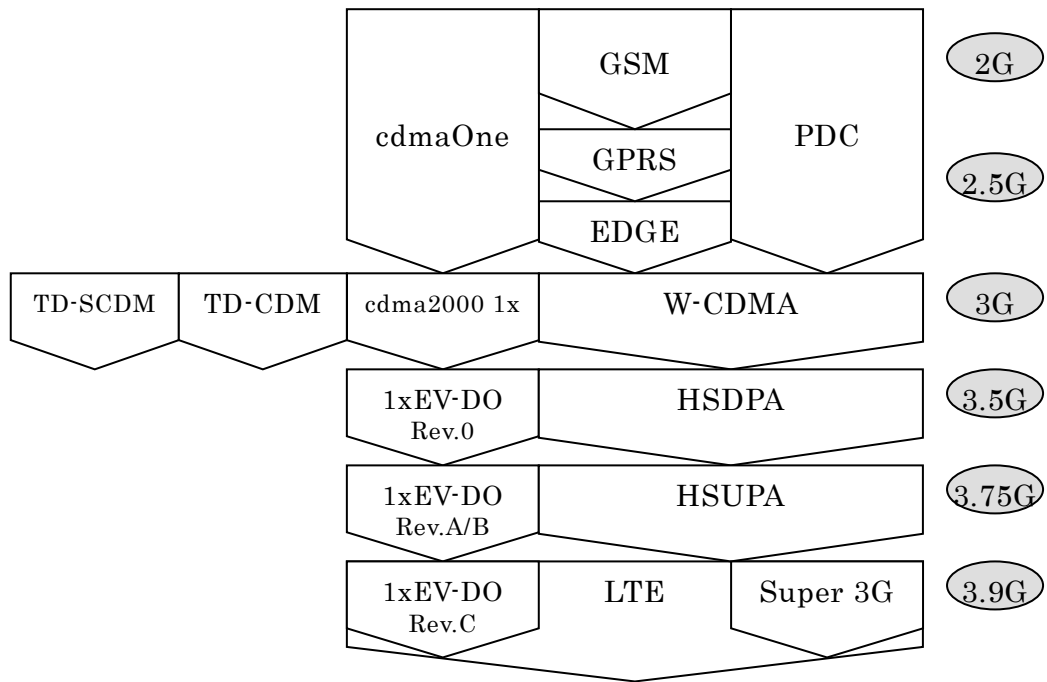 GSM
2G
cdmaOne
PDC
GPRS
2.5G
EDGE
TD-SCDM
TD-CDM
cdma2000 1x
W-CDMA
3G
1xEV-DO
Rev.0
HSDPA
3.5G
1xEV-DO
Rev.A/B
HSUPA
3.75G
1xEV-DO
Rev.C
LTE
Super 3G
3.9G